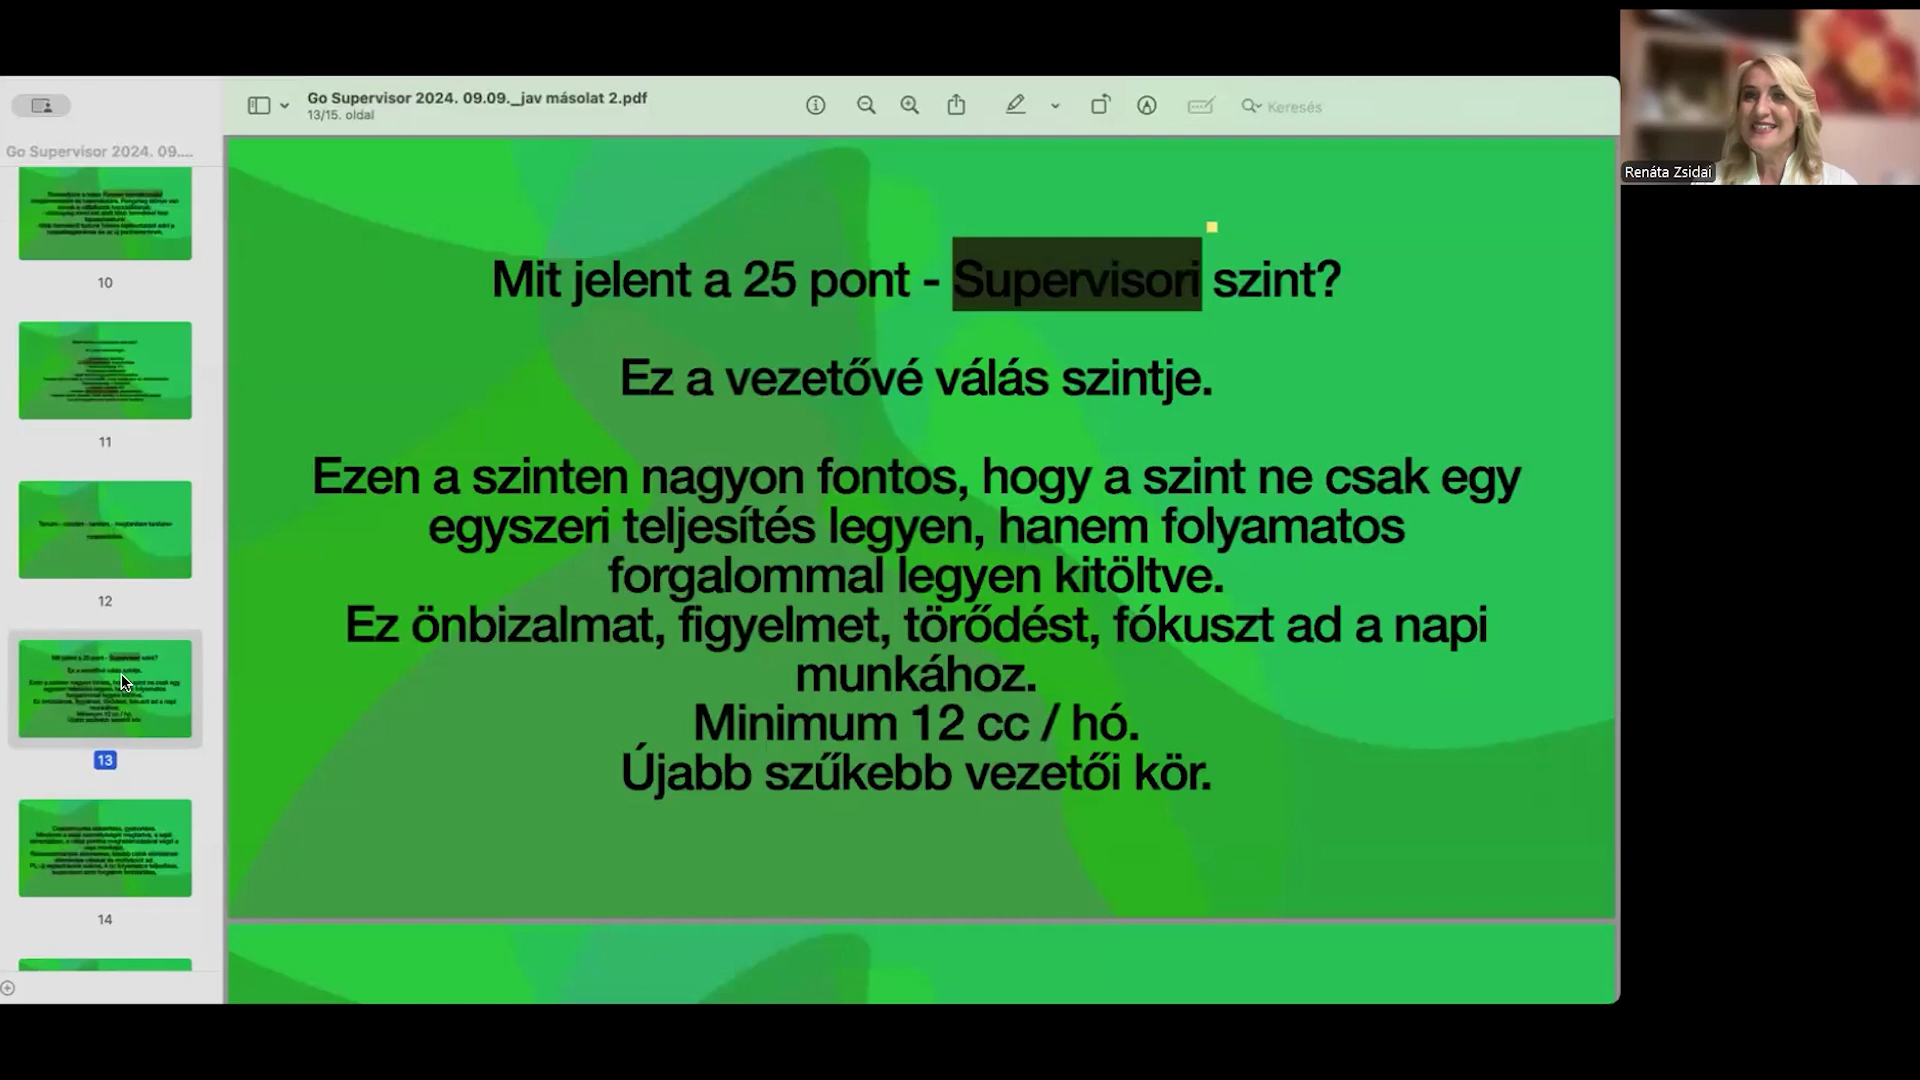 Go Supervisor 2024. 09.09._jav másolat 2.pdf
13/15. oldal
Keresés
Renáta Zsidai
Go Supervisor 2024. 09....
10
11
12
13
14
Mit jelent a 25 pont - Supervisori szint?
Ez a vezetővé válás szintje.
Ezen a szinten nagyon fontos, hogy a szint ne csak egy
egyszeri teljesítés legyen, hanem folyamatos
forgalommal legyen kitöltve.
Ez önbizalmat, figyelmet, törődést, fókuszt ad a napi
munkához.
Minimum 12 cc / hó.
Újabb szűkebb vezetői kör.